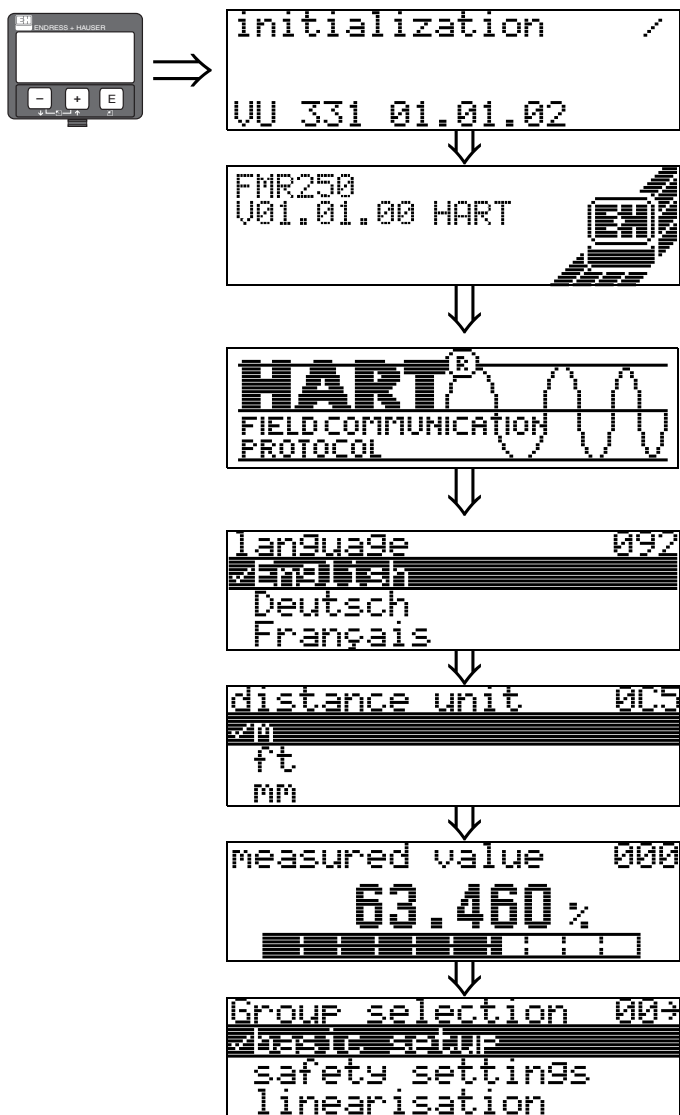 EH
ENDRESS + HAUSER
- + E
initialization /
VU 331 01.01.02
FMR250
V01.01.00 HART
EH
HART®
FIELD COMMUNICATION
PROTOCOL
language 092
✓English
Deutsch
Français
distance unit 0C5
✓m
ft
mm
measured value 000
63.460 %
Group selection 00→
✓basic setup
safety settings
linearisation